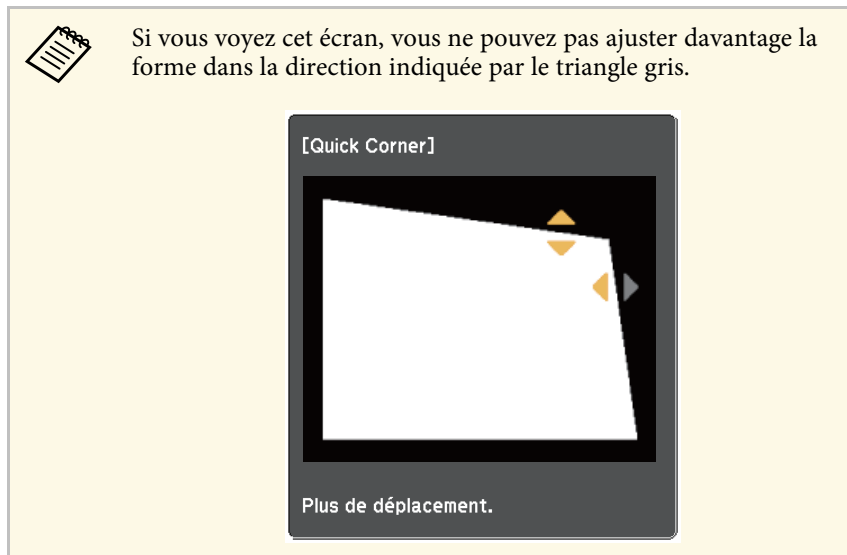 Si vous voyez cet écran, vous ne pouvez pas ajuster davantage la
forme dans la direction indiquée par le triangle gris.
[Quick Corner]
Plus de déplacement.